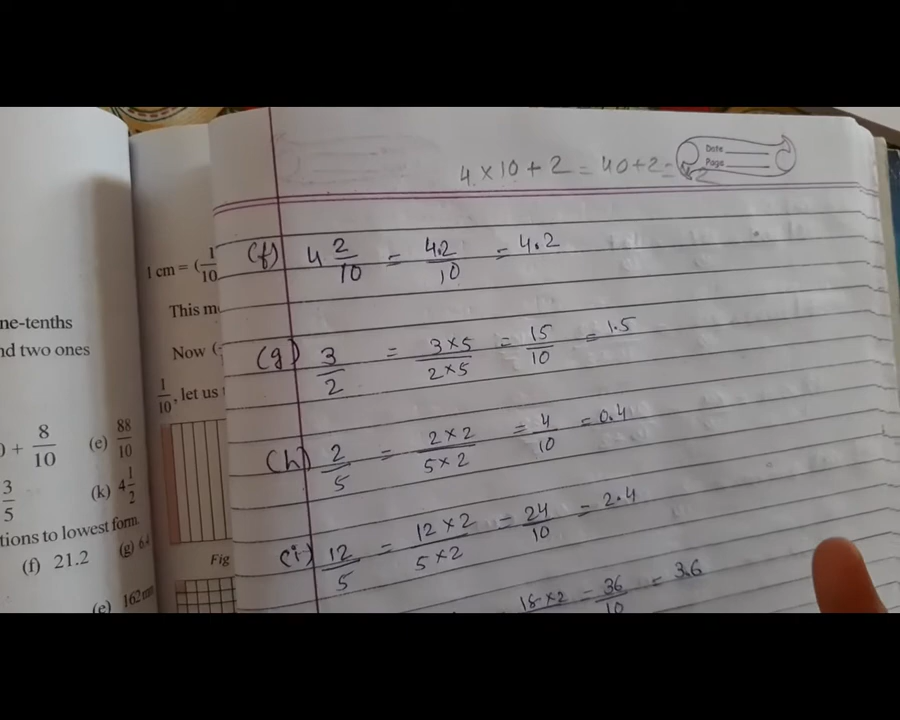 4 × 10 + 2 = 40 + 2 = 42
Date
Page
(f) 4 2/10 = 42/10 = 4.2
(g) 3/2 = 3×5/2×5 = 15/10 = 1.5
(h) 2/5 = 2×2/5×2 = 4/10 = 0.4
(i) 12/5 = 12×2/5×2 = 24/10 = 2.4
18×2 = 36/10 = 3.6
1 cm = (1/10
This m
Now (
1/10, let us
Fig
ne-tenths
nd two ones
) + 8/10 (e) 88/10
3/5 (k) 4 1/2
tions to lowest form.
(f) 21.2 (g) 6.
(e) 162